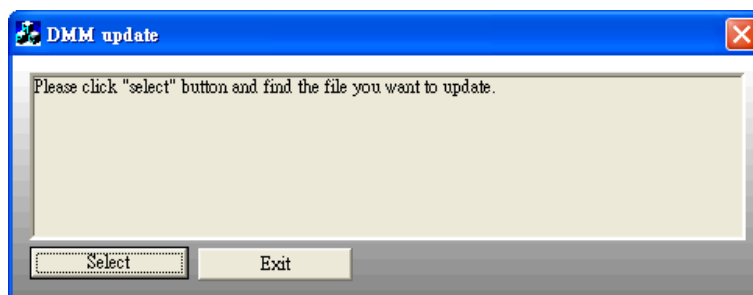 DMM update
Please click "select" button and find the file you want to update.
Select
Exit